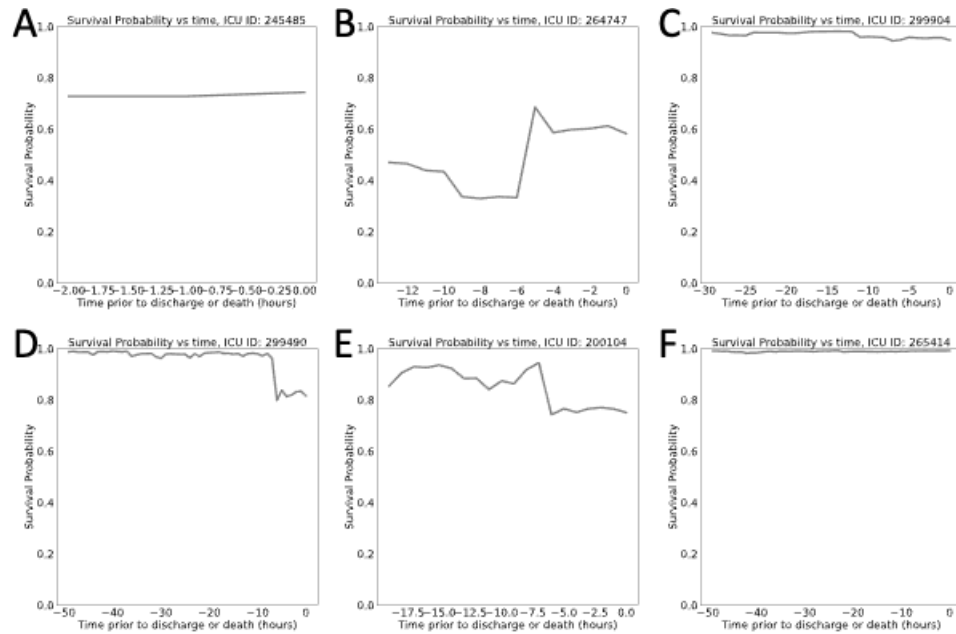 A
Survival Probability vs time, ICU ID: 245485
1.0
0.8
0.6
0.4
0.2
0.0
Survival Probability
−2.00−1.75−1.50−1.25−1.00−0.75−0.50−0.25 0.00
Time prior to discharge or death (hours)
B
Survival Probability vs time, ICU ID: 264747
1.0
0.8
0.6
0.4
0.2
0.0
Survival Probability
−12 −10 −8 −6 −4 −2 0
Time prior to discharge or death (hours)
C
Survival Probability vs time, ICU ID: 299904
1.0
0.8
0.6
0.4
0.2
0.0
Survival Probability
−30 −25 −20 −15 −10 −5 0
Time prior to discharge or death (hours)
D
Survival Probability vs time, ICU ID: 299490
1.0
0.8
0.6
0.4
0.2
0.0
Survival Probability
−50 −40 −30 −20 −10 0
Time prior to discharge or death (hours)
E
Survival Probability vs time, ICU ID: 200104
1.0
0.8
0.6
0.4
0.2
0.0
Survival Probability
−17.5−15.0−12.5−10.0−7.5 −5.0 −2.5 0.0
Time prior to discharge or death (hours)
F
Survival Probability vs time, ICU ID: 265414
1.0
0.8
0.6
0.4
0.2
0.0
Survival Probability
−50 −40 −30 −20 −10 0
Time prior to discharge or death (hours)